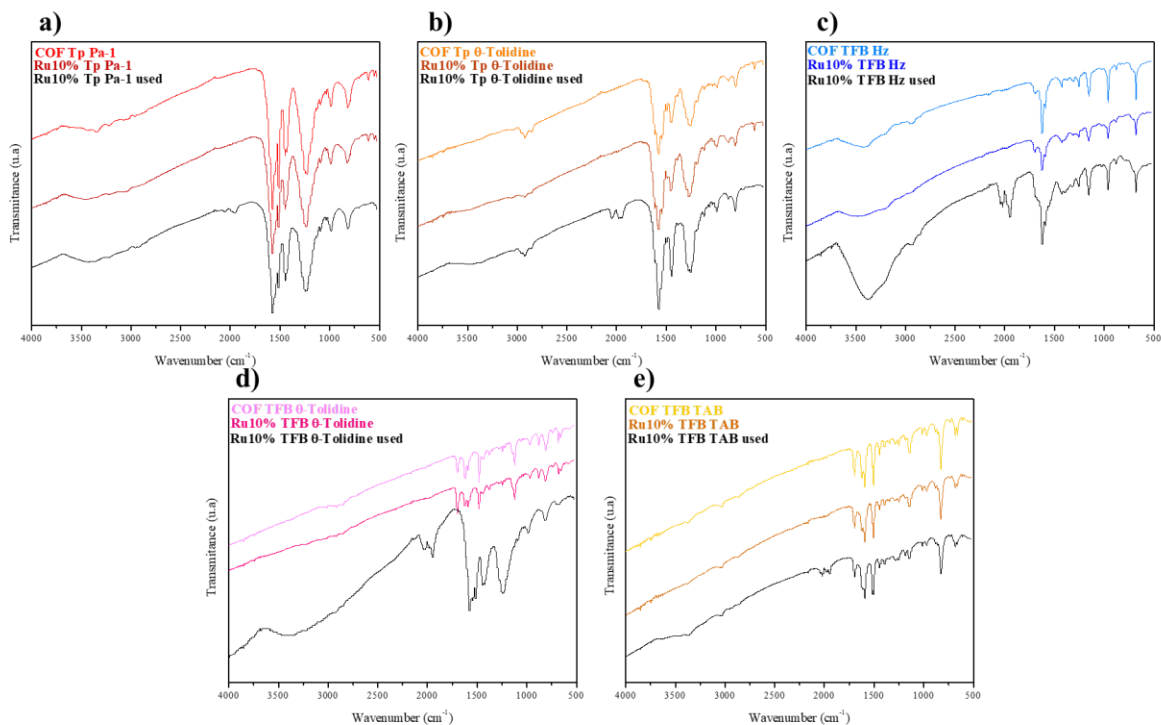 a)
COF Tp Pa-1
Ru10% Tp Pa-1
Ru10% Tp Pa-1 used
Transmitance (u.a)
4000 3500 3000 2500 2000 1500 1000 500
Wavenumber (cm-1)
b)
COF Tp θ-Tolidine
Ru10% Tp θ-Tolidine
Ru10% Tp θ-Tolidine used
Transmitance (u.a)
4000 3500 3000 2500 2000 1500 1000 500
Wavenumber (cm-1)
c)
COF TFB Hz
Ru10% TFB Hz
Ru10% TFB Hz used
Transmitance (u.a)
4000 3500 3000 2500 2000 1500 1000 500
Wavenumber (cm-1)
d)
COF TFB θ-Tolidine
Ru10% TFB θ-Tolidine
Ru10% TFB θ-Tolidine used
Transmitance (u.a)
4000 3500 3000 2500 2000 1500 1000 500
Wavenumber (cm-1)
e)
COF TFB TAB
Ru10% TFB TAB
Ru10% TFB TAB used
Transmitance (u.a)
4000 3500 3000 2500 2000 1500 1000 500
Wavenumber (cm-1)